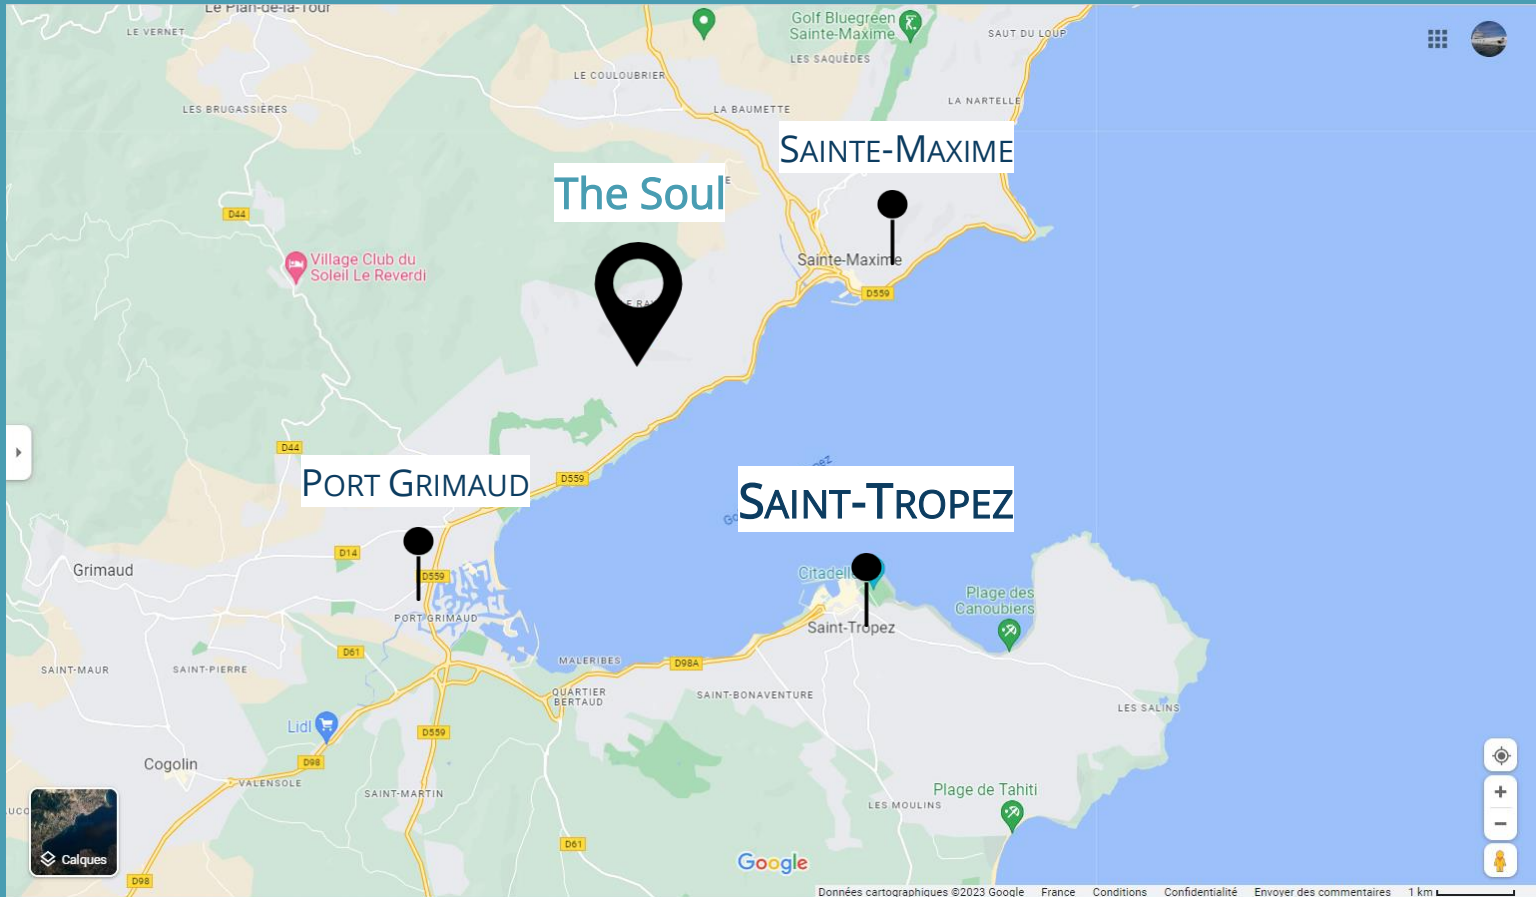 Le Plan-de-la-Tour
LE VERNET
Golf Bluegreen
Sainte-Maxime
SAUT DU LOUP
LES SAQUÈDES
LE COULOUBRIER
LES BRUGASSIÈRES
LA BAUMETTE
LA NARTELLE
SAINTE-MAXIME
The Soul
D44
Village Club du
Soleil Le Reverdi
Sainte-Maxime
D559
D44
PORT GRIMAUD
D559
SAINT-TROPEZ
D14
Grimaud
D559
Citadelle
Plage des
Canoubiers
PORT GRIMAUD
Saint-Tropez
D61
SAINT-MAUR
SAINT-PIERRE
MALERIBES
D98A
QUARTIER
BERTAUD
SAINT-BONAVENTURE
LES SALINS
Lidl
D559
Cogolin
D98
VALENSOLE
SAINT-MARTIN
Plage de Tahiti
LES MOULINS
D61
Calques
Google
D98
Données cartographiques ©2023 Google France Conditions Confidentialité Envoyer des commentaires 1 km